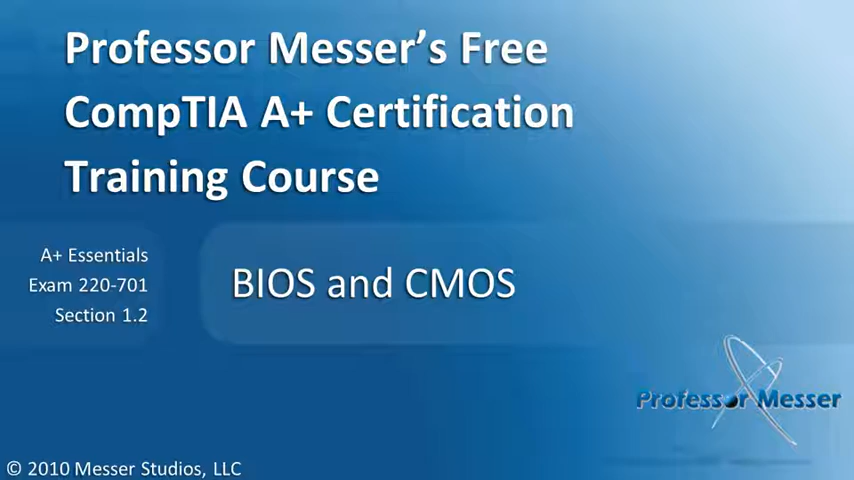 Professor Messer's Free
CompTIA A+ Certification
Training Course
A+ Essentials
Exam 220-701
Section 1.2
BIOS and CMOS
Professor Messer
© 2010 Messer Studios, LLC